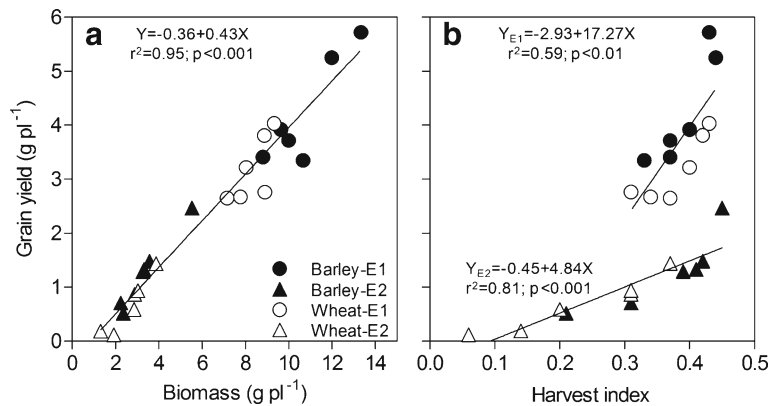 a
Y=-0.36+0.43X
r²=0.95; p<0.001
Grain yield (g pl⁻¹)
6
5
4
3
2
1
0
Barley-E1
Barley-E2
Wheat-E1
Wheat-E2
0 2 4 6 8 10 12 14
Biomass (g pl⁻¹)
b
Y_E1=-2.93+17.27X
r²=0.59; p<0.01
Y_E2=-0.45+4.84X
r²=0.81; p<0.001
0.0 0.1 0.2 0.3 0.4 0.5
Harvest index